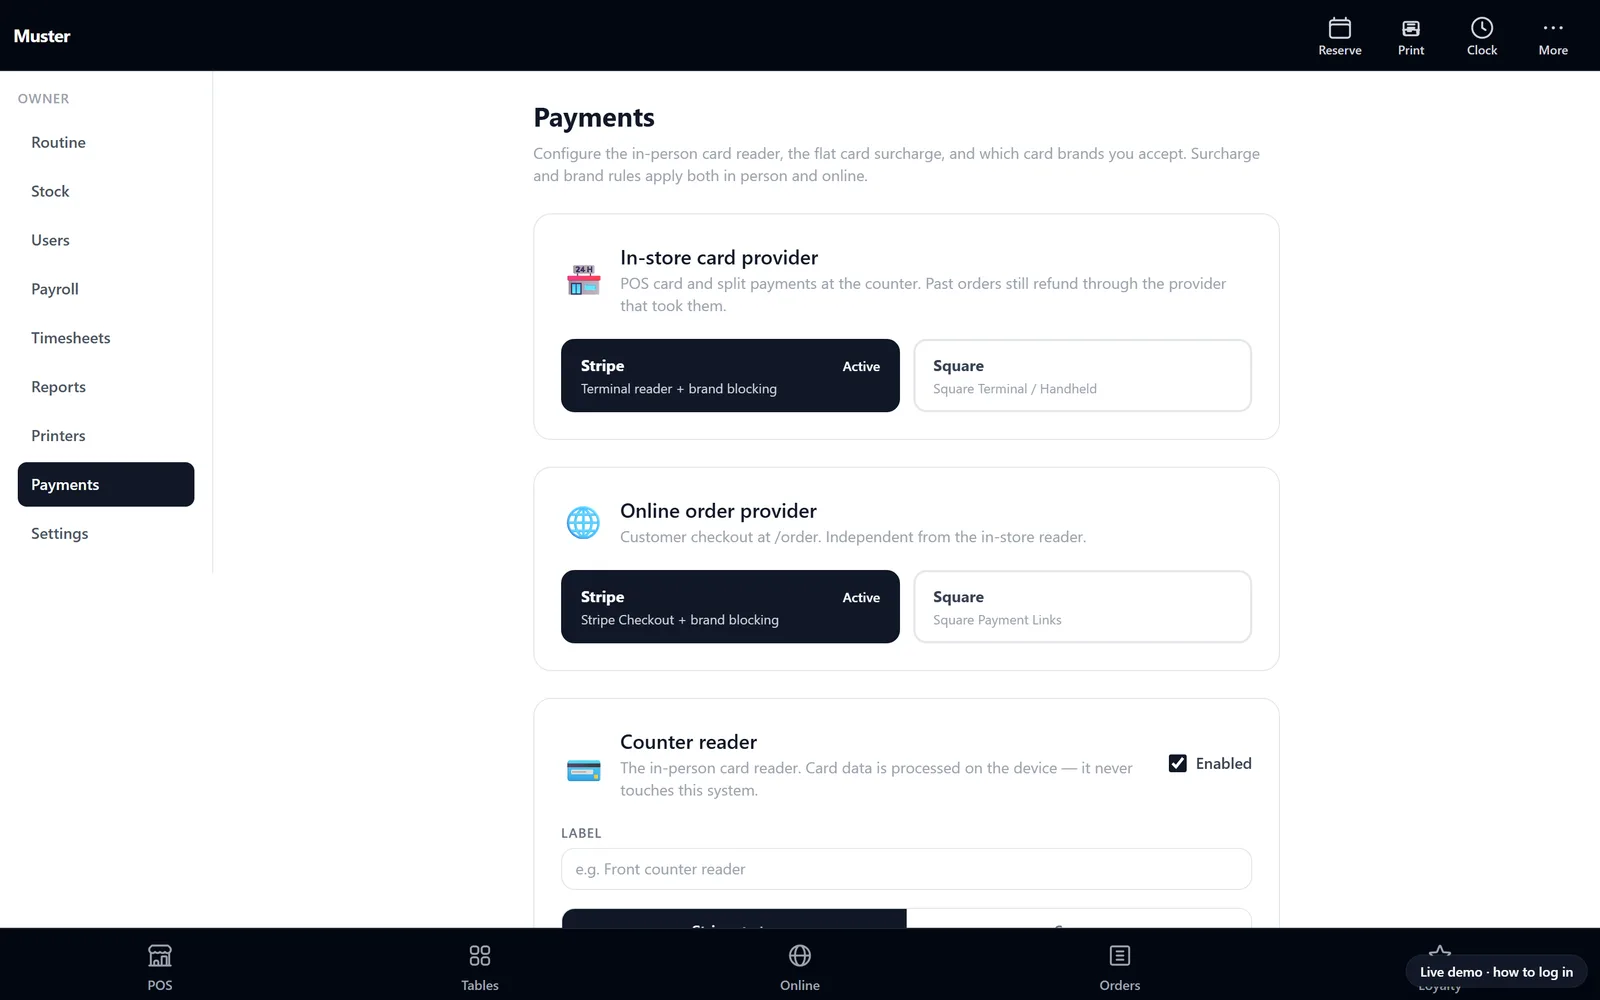 Muster
Reserve
Print
Clock
More
OWNER
Routine
Stock
Users
Payroll
Timesheets
Reports
Printers
Payments
Settings
Payments
Configure the in-person card reader, the flat card surcharge, and which card brands you accept. Surcharge
and brand rules apply both in person and online.
24 H
In-store card provider
POS card and split payments at the counter. Past orders still refund through the provider
that took them.
Stripe
Active
Terminal reader + brand blocking
Square
Square Terminal / Handheld
Online order provider
Customer checkout at /order. Independent from the in-store reader.
Stripe
Active
Stripe Checkout + brand blocking
Square
Square Payment Links
Counter reader
The in-person card reader. Card data is processed on the device — it never
touches this system.
Enabled
LABEL
e.g. Front counter reader
POS
Tables
Online
Orders
Loyalty
Live demo · how to log in